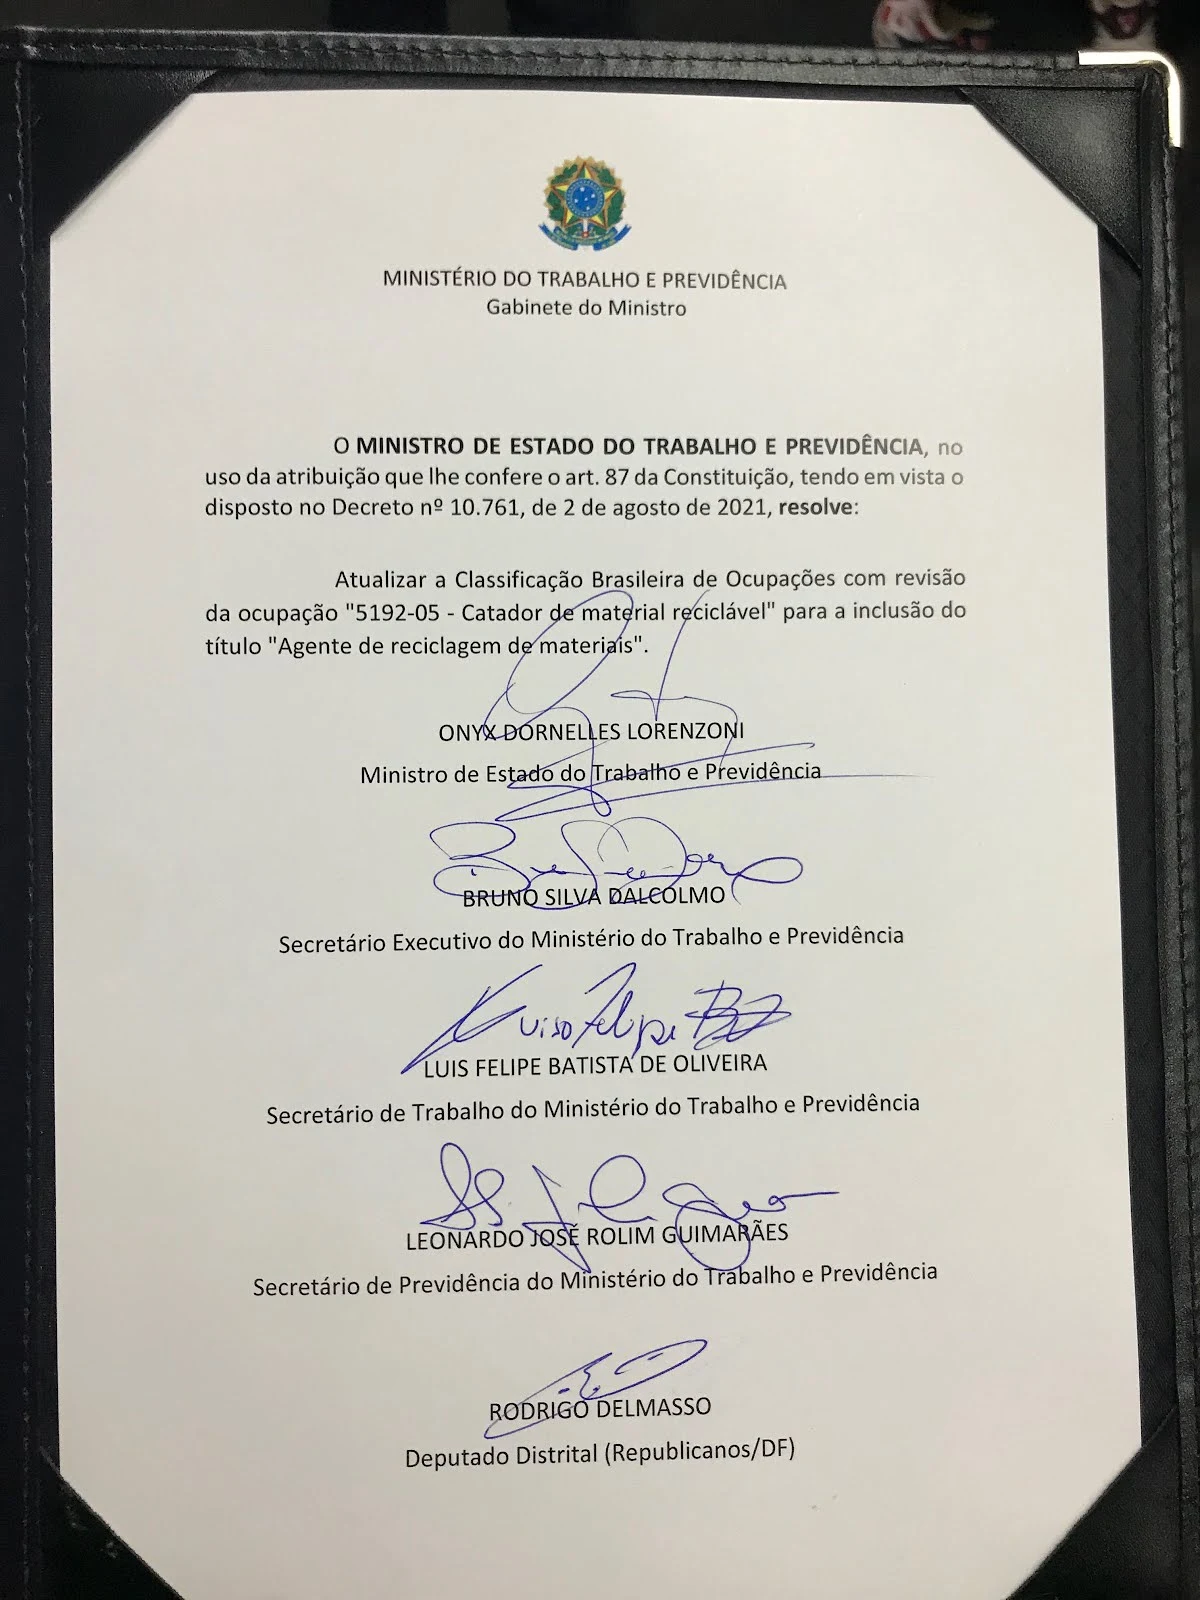 MINISTÉRIO DO TRABALHO E PREVIDÊNCIA
Gabinete do Ministro
O MINISTRO DE ESTADO DO TRABALHO E PREVIDÊNCIA, no
uso da atribuição que lhe confere o art. 87 da Constituição, tendo em vista o
disposto no Decreto nº 10.761, de 2 de agosto de 2021, resolve:
Atualizar a Classificação Brasileira de Ocupações com revisão
da ocupação "5192-05 - Catador de material reciclável" para a inclusão do
título "Agente de reciclagem de materiais".
ONYX DORNELLES LORENZONI
Ministro de Estado do Trabalho e Previdência
BRUNO SILVA DALCOLMO
Secretário Executivo do Ministério do Trabalho e Previdência
LUIS FELIPE BATISTA DE OLIVEIRA
Secretário de Trabalho do Ministério do Trabalho e Previdência
LEONARDO JOSÉ ROLIM GUIMARÃES
Secretário de Previdência do Ministério do Trabalho e Previdência
RODRIGO DELMASSO
Deputado Distrital (Republicanos/DF)